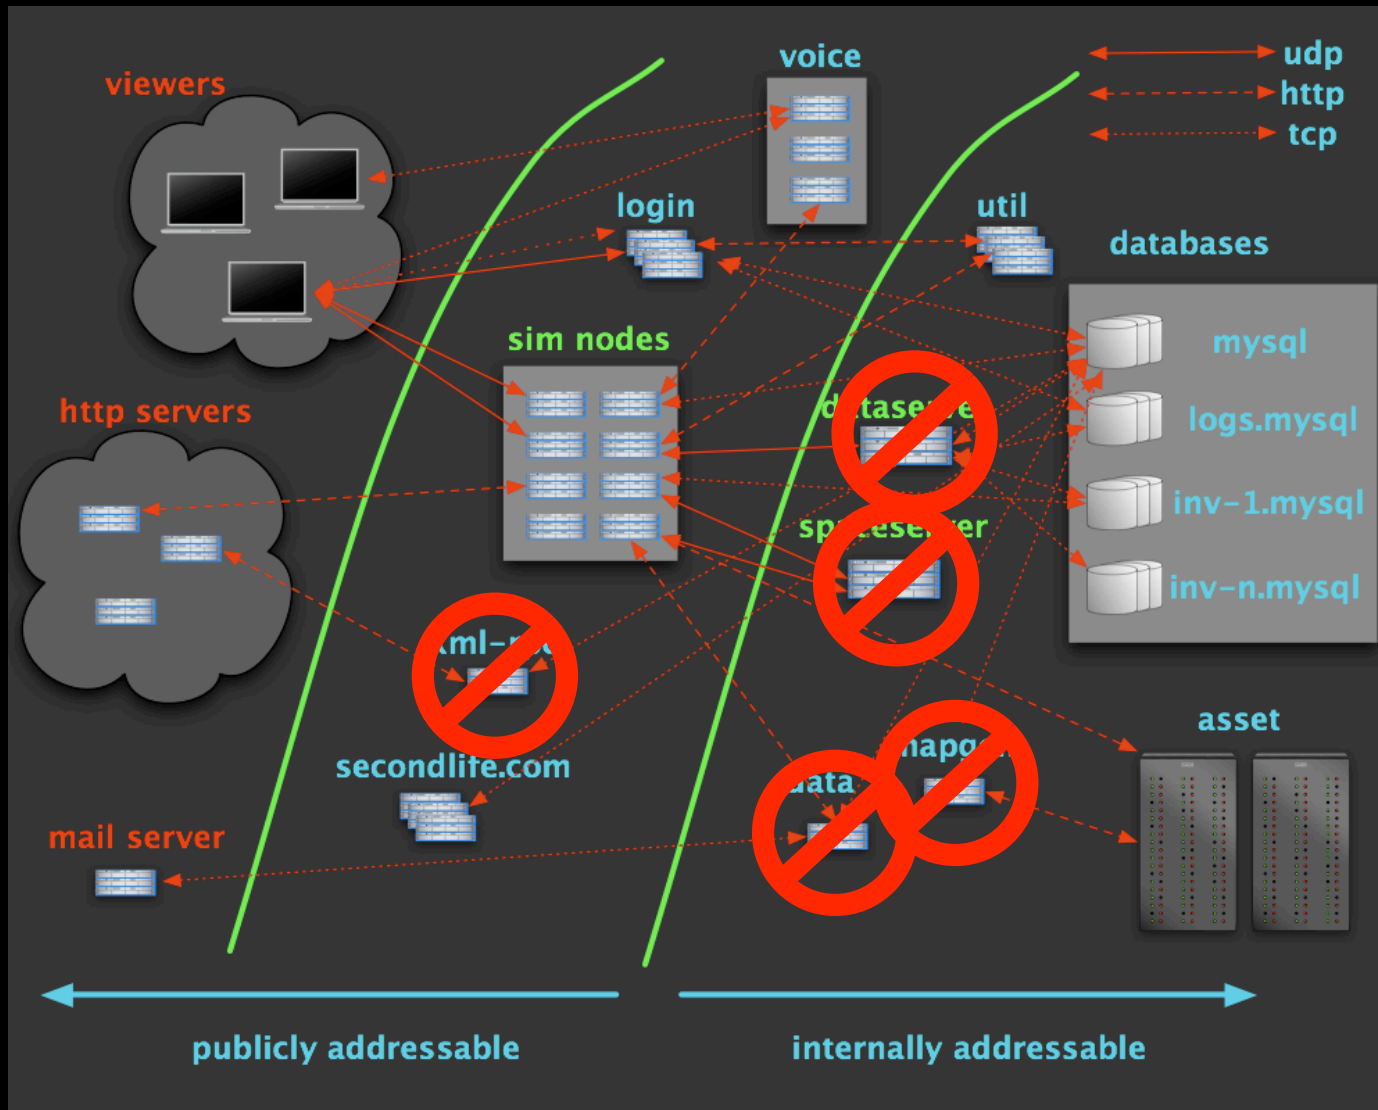 voice
udp
viewers
http
tcp
login
util
databases
sim nodes
mysql
http servers
logs.mysql
inv-1.mysql
inv-n.mysql
asset
secondlife.com
data
mail server
publicly addressable
internally addressable